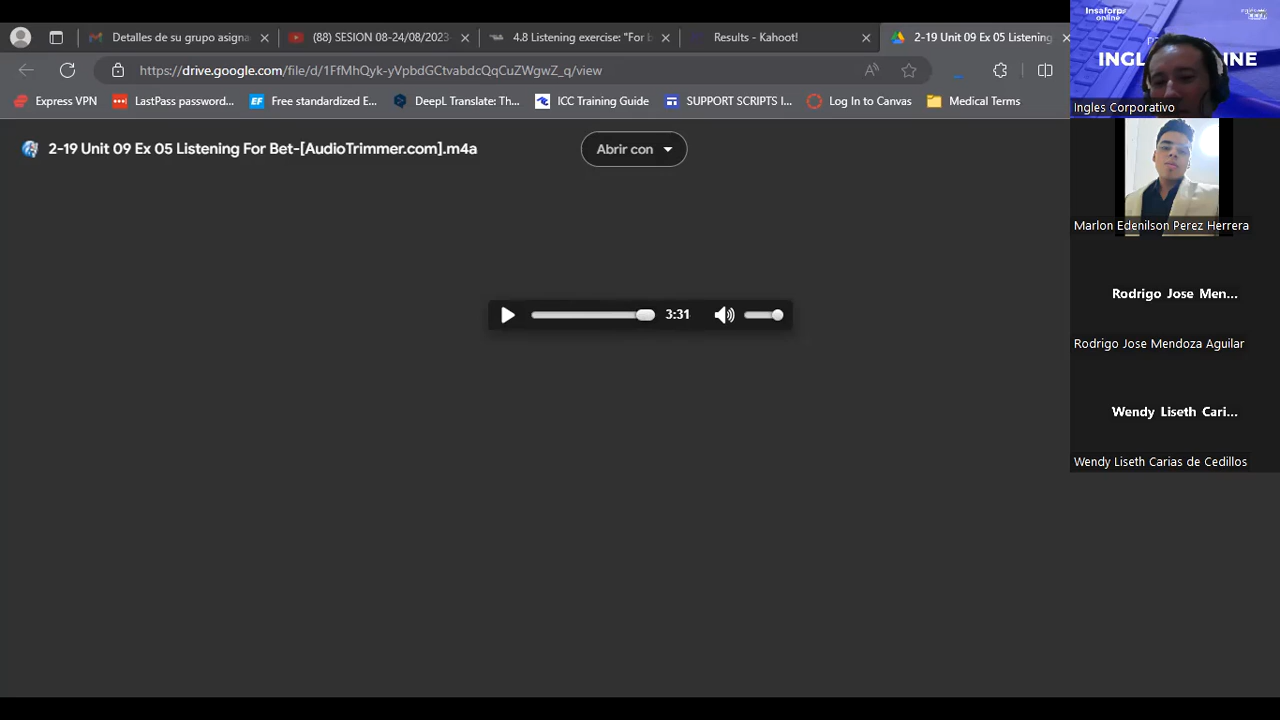 Detalles de su grupo asigna
(88) SESION 08-24/08/2023
4.8 Listening exercise: "For b
Results - Kahoot!
2-19 Unit 09 Ex 05 Listening
https://drive.google.com/file/d/1FfMhQyk-yVpbdGCtvabdcQqCuZWgwZ_q/view
Express VPN
LastPass password...
EF Free standardized E...
DeepL Translate: Th...
ICC Training Guide
SUPPORT SCRIPTS I...
Log In to Canvas
Medical Terms
2-19 Unit 09 Ex 05 Listening For Bet-[AudioTrimmer.com].m4a
Abrir con
3:31
Insaforp
online
INGL
INE
Ingles Corporativo
Marlon Edenilson Perez Herrera
Rodrigo Jose Men...
Rodrigo Jose Mendoza Aguilar
Wendy Liseth Cari...
Wendy Liseth Carias de Cedillos